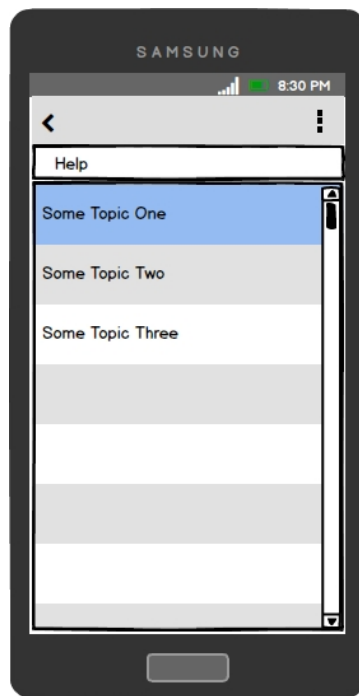 SAMSUNG
8:30 PM
Help
Some Topic One
Some Topic Two
Some Topic Three